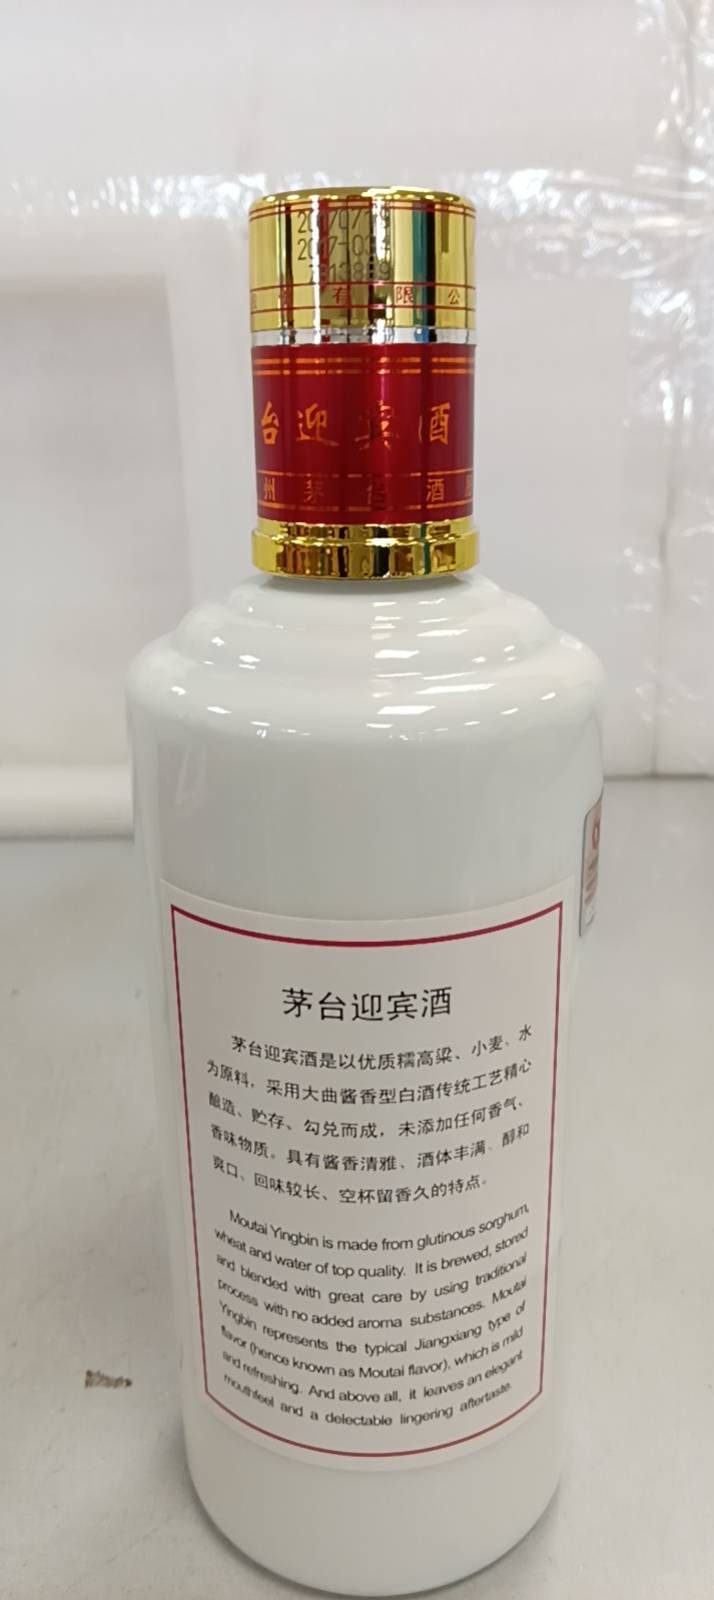 2017-034
份有限公
台迎宾酒
州茅台酒股
茅台迎宾酒
茅台迎宾酒是以优质糯高粱、小麦、水
为原料，采用大曲酱香型白酒传统工艺精心
酿造、贮存、勾兑而成，未添加任何香气、
香味物质。具有酱香清雅、酒体丰满、醇和
爽口、回味较长、空杯留香久的特点。
Moutai Yingbin is made from glutinous sorghum,
wheat and water of top quality. It is brewed, stored
and blended with great care by using traditional
process with no added aroma substances. Moutai
Yingbin represents the typical Jiangxiang type of
flavor (hence known as Moutai flavor), which is mild
and refreshing. And above all, it leaves an elegant
mouthfeel and a delectable lingering aftertaste.